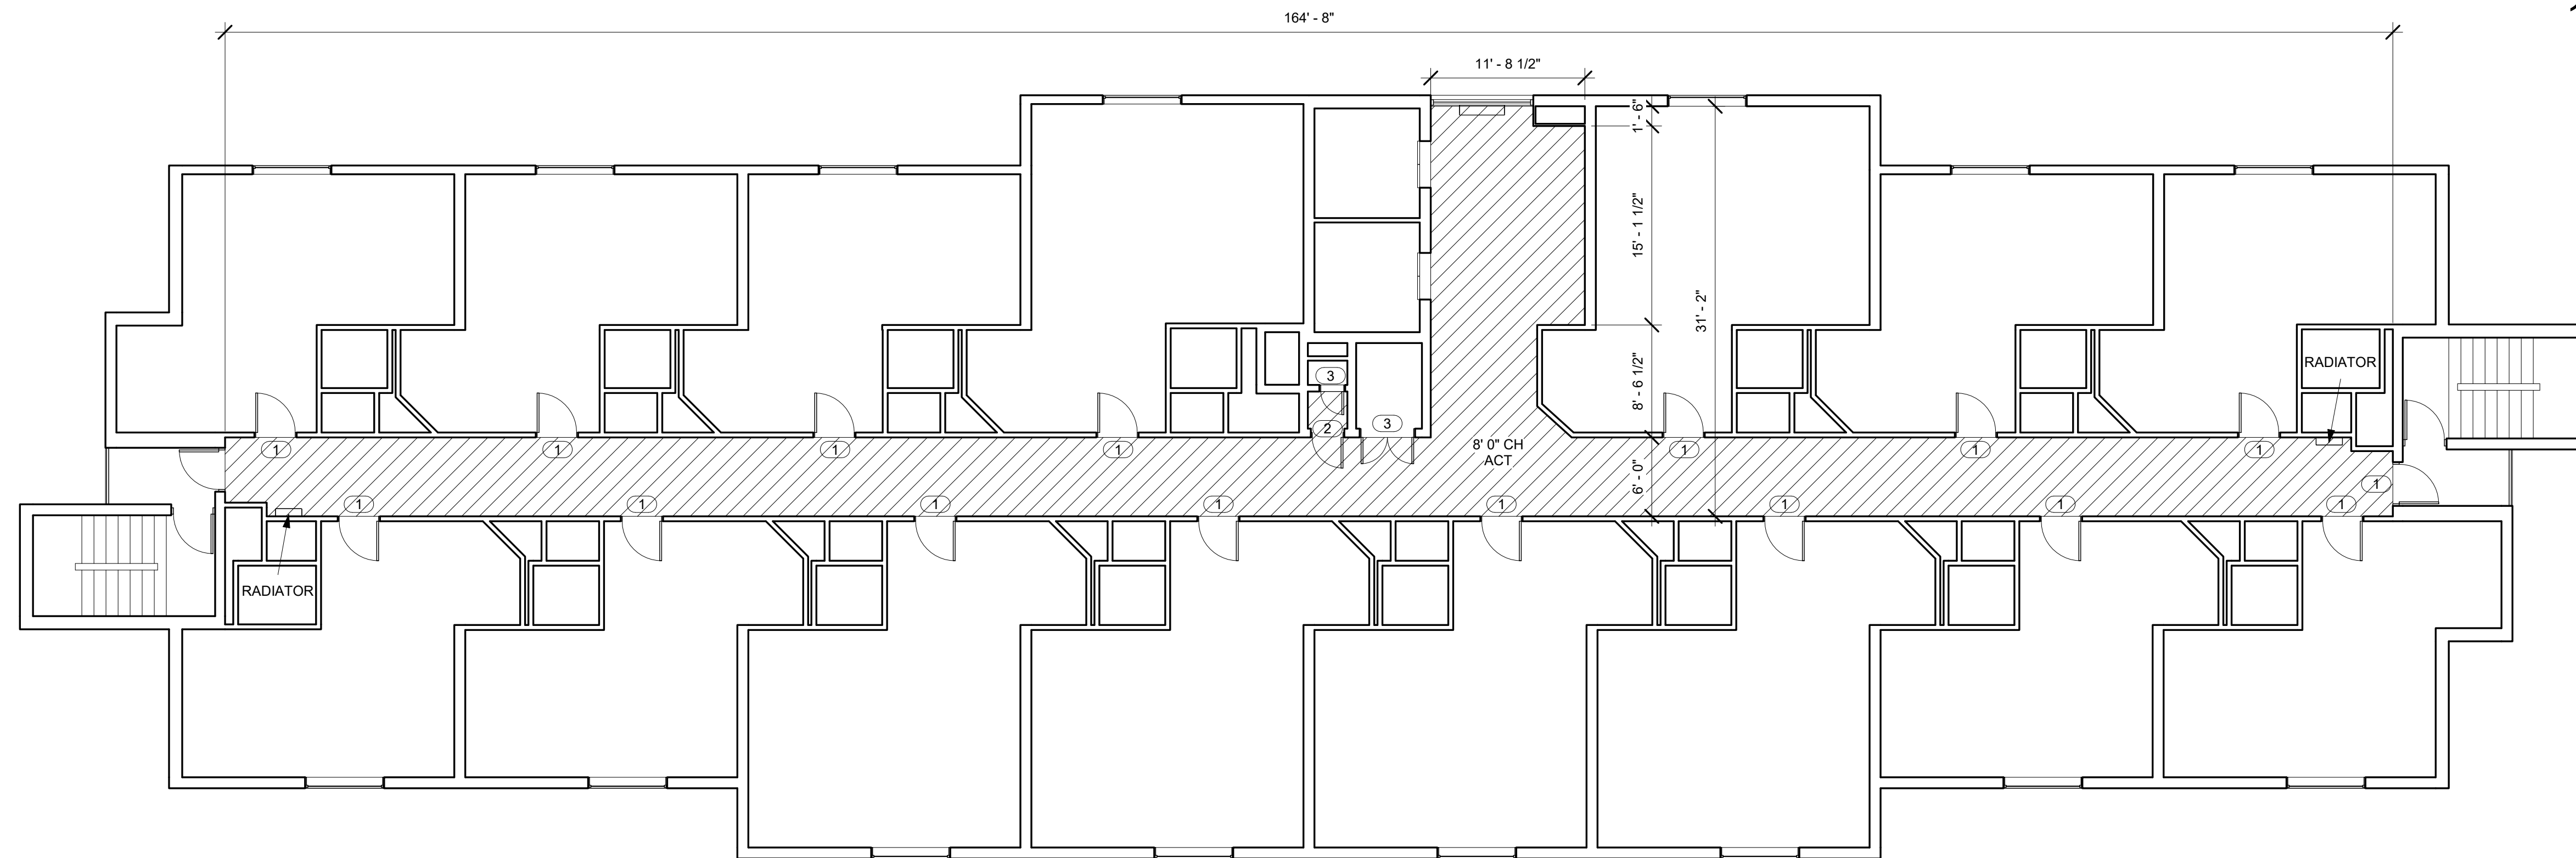 164' - 8"
11' - 8 1/2"
1' - 6"
15' - 1 1/2"
31' - 2"
8' - 6 1/2"
RADIATOR
3
3
2
8' 0" CH
ACT
1
1
1
1
1
1
1
6' - 0"
1
1
1
1
1
1
1
1
1
RADIATOR